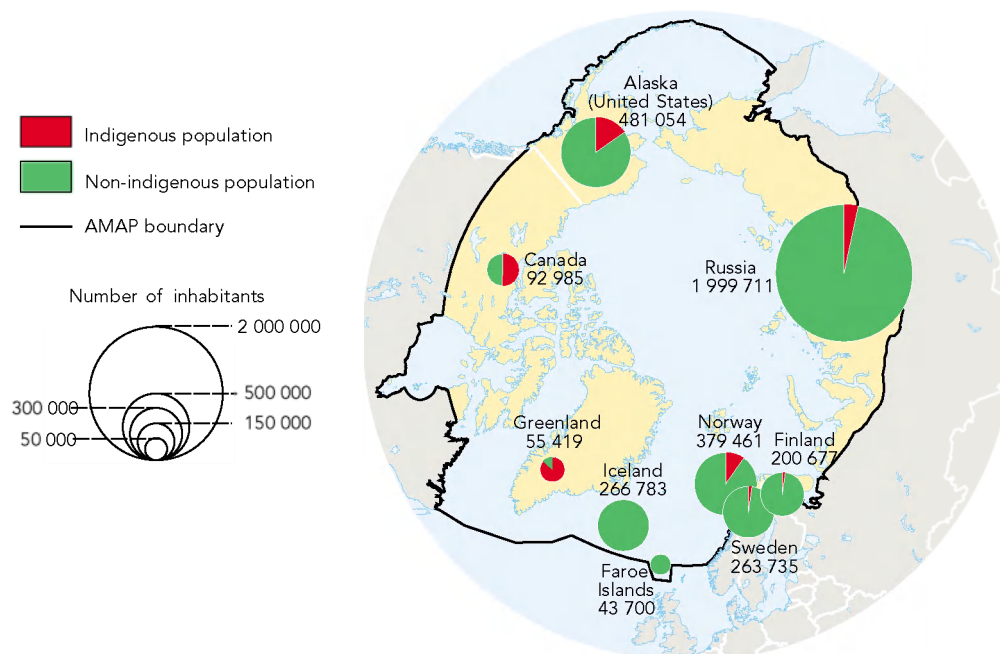 Indigenous population
Non-indigenous population
AMAP boundary
Number of inhabitants
2 000 000
500 000
300 000
150 000
50 000
Alaska
(United States)
481 054
Canada
92 985
Russia
1 999 711
Greenland
55 419
Iceland
266 783
Norway
379 461
Finland
200 677
Sweden
263 735
Faroe
Islands
43 700